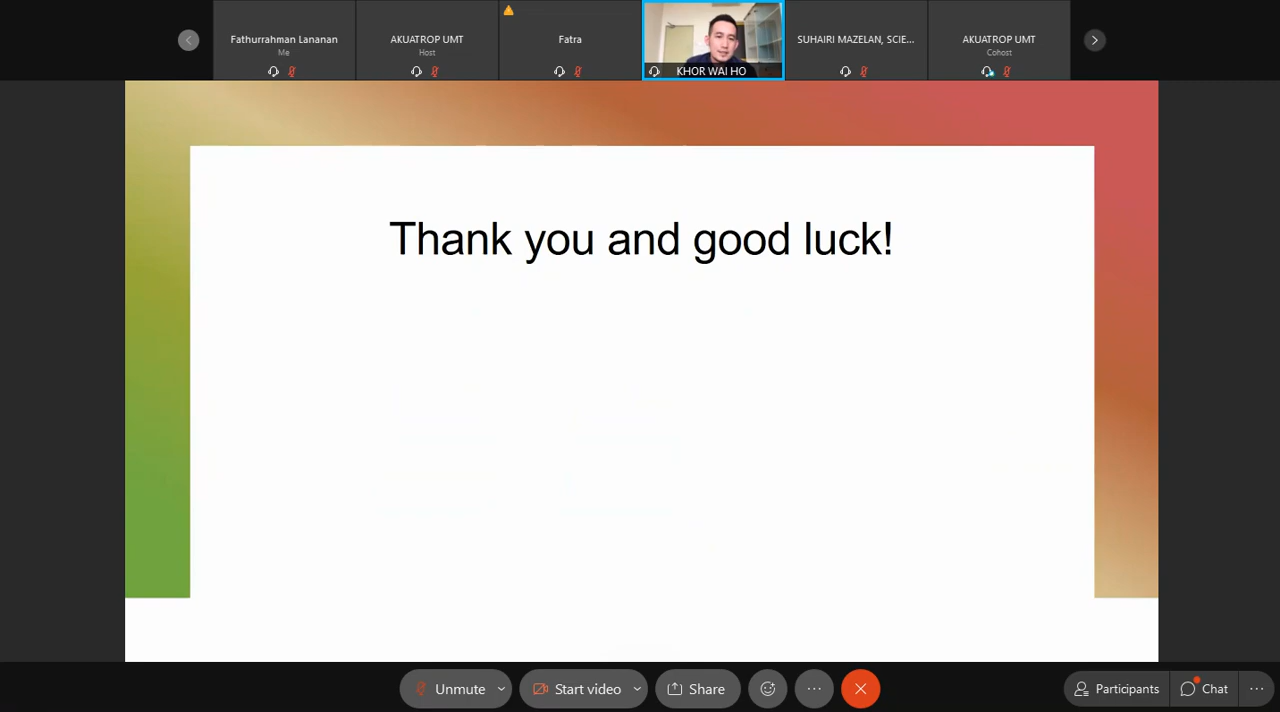 Fathurrahman Lananan
Me
AKUATROP UMT
Host
Fatra
KHOR WAI HO
SUHAIRI MAZELAN, SCIE...
AKUATROP UMT
Cohost
Thank you and good luck!
Unmute
Start video
Share
Participants
Chat